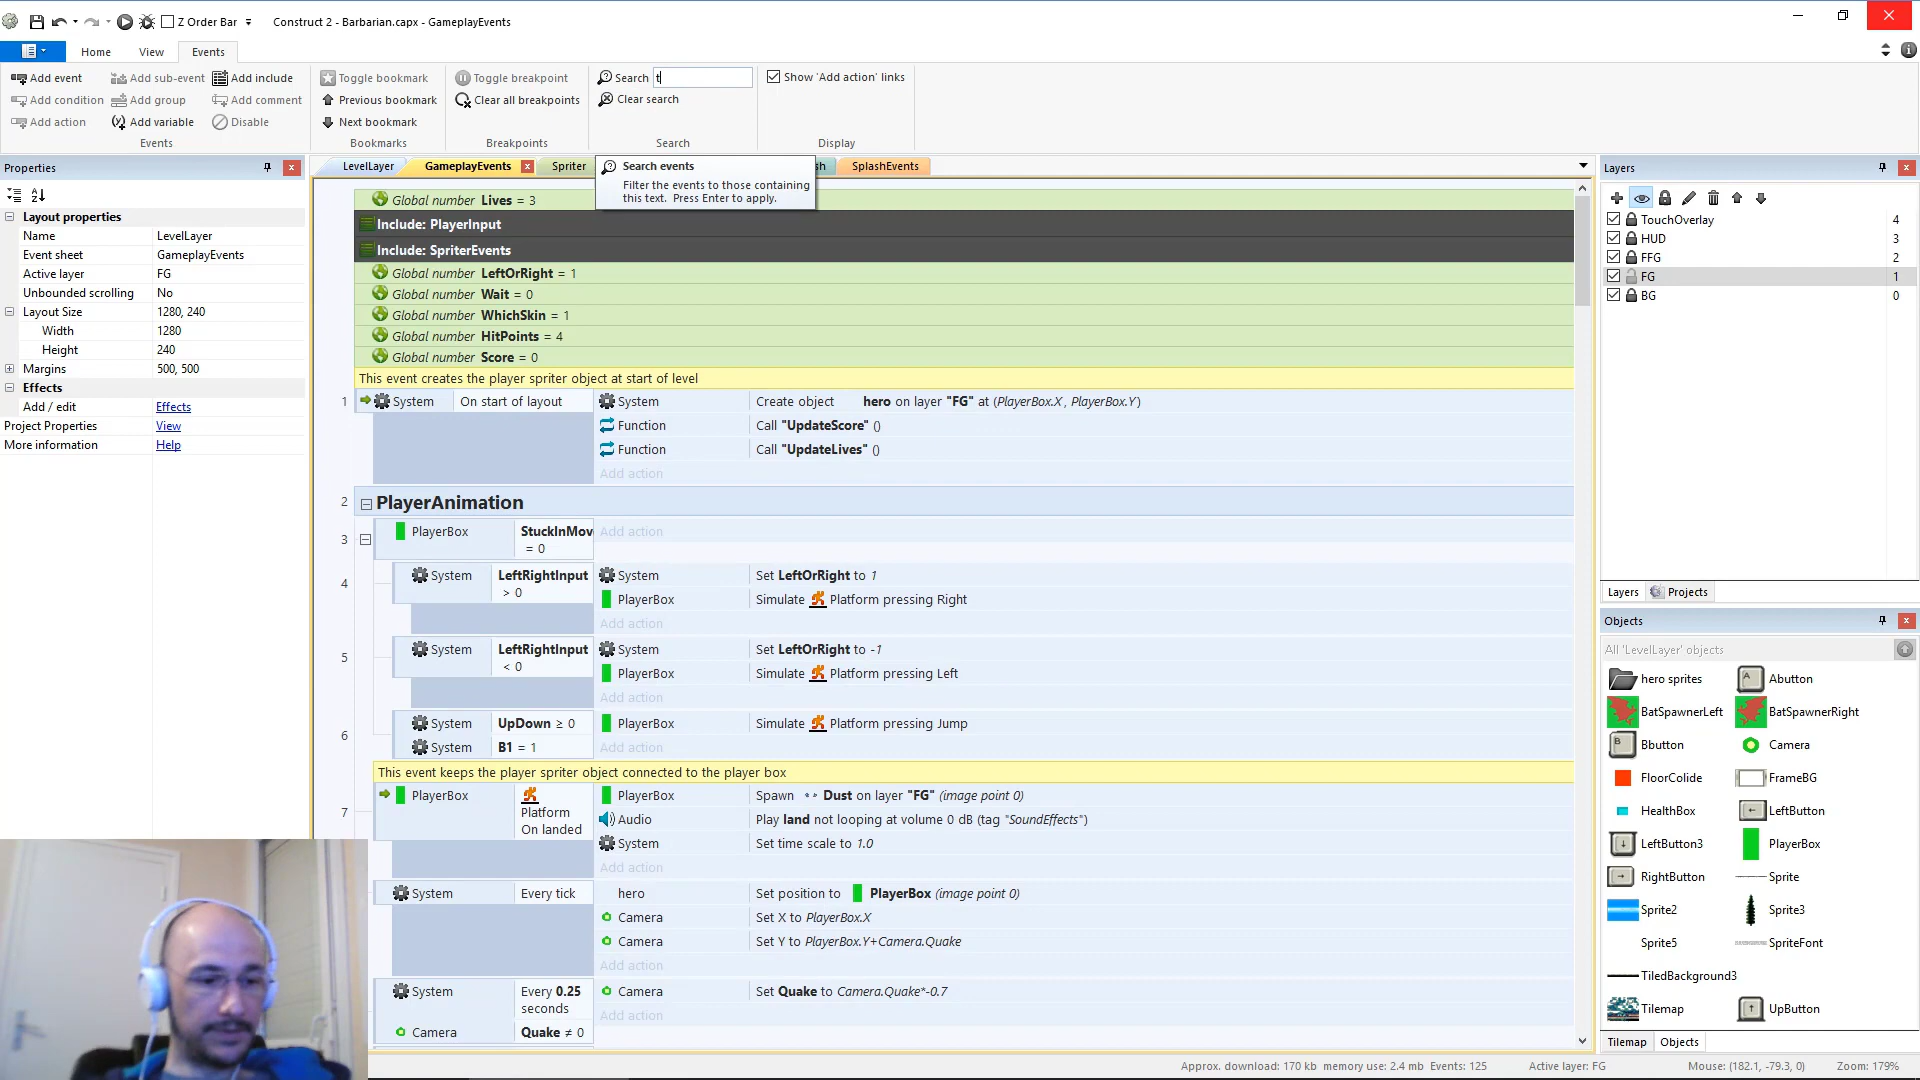 Z Order Bar
Construct 2 - Barbarian.capx - GameplayEvents
Home View Events
Add event
Add sub-event
Add include
Add condition
Add group
Add comment
Add action
Add variable
Disable
Events
Toggle bookmark
Previous bookmark
Next bookmark
Bookmarks
Toggle breakpoint
Clear all breakpoints
Breakpoints
Search t
Clear search
Search
Show 'Add action' links
Display
Properties
Layout properties
Name LevelLayer
Event sheet GameplayEvents
Active layer FG
Unbounded scrolling No
Layout Size 1280, 240
Width 1280
Height 240
Margins 500, 500
Effects
Add / edit Effects
Project Properties View
More information Help
LevelLayer GameplayEvents Spriter sh SplashEvents
Search events
Filter the events to those containing
this text. Press Enter to apply.
Global number Lives = 3
Include: PlayerInput
Include: SpriterEvents
Global number LeftOrRight = 1
Global number Wait = 0
Global number WhichSkin = 1
Global number HitPoints = 4
Global number Score = 0
This event creates the player spriter object at start of level
1 System On start of layout System Create object hero on layer "FG" at (PlayerBox.X, PlayerBox.Y)
Function Call "UpdateScore" ()
Function Call "UpdateLives" ()
Add action
2 PlayerAnimation
3 PlayerBox StuckInMov Add action
= 0
4 System LeftRightInput System Set LeftOrRight to 1
> 0 PlayerBox Simulate Platform pressing Right
Add action
5 System LeftRightInput System Set LeftOrRight to -1
< 0 PlayerBox Simulate Platform pressing Left
Add action
6 System UpDown ≥ 0 PlayerBox Simulate Platform pressing Jump
System B1 = 1 Add action
This event keeps the player spriter object connected to the player box
7 PlayerBox Platform PlayerBox Spawn Dust on layer "FG" (image point 0)
On landed Audio Play land not looping at volume 0 dB (tag "SoundEffects")
System Set time scale to 1.0
Add action
System Every tick hero Set position to PlayerBox (image point 0)
Camera Set X to PlayerBox.X
Camera Set Y to PlayerBox.Y+Camera.Quake
Add action
System Every 0.25 Camera Set Quake to Camera.Quake*-0.7
seconds Add action
Camera Quake ≠ 0
Layers
TouchOverlay 4
HUD 3
FFG 2
FG 1
BG 0
Layers Projects
Objects
All 'LevelLayer' objects
hero sprites Abutton
BatSpawnerLeft BatSpawnerRight
Bbutton Camera
FloorColide FrameBG
HealthBox LeftButton
LeftButton3 PlayerBox
RightButton Sprite
Sprite2 Sprite3
Sprite5 SpriteFont
TiledBackground3
Tilemap UpButton
Tilemap Objects
Approx. download: 170 kb memory use: 2.4 mb Events: 125 Active layer: FG Mouse: (182.1, -79.3, 0) Zoom: 179%